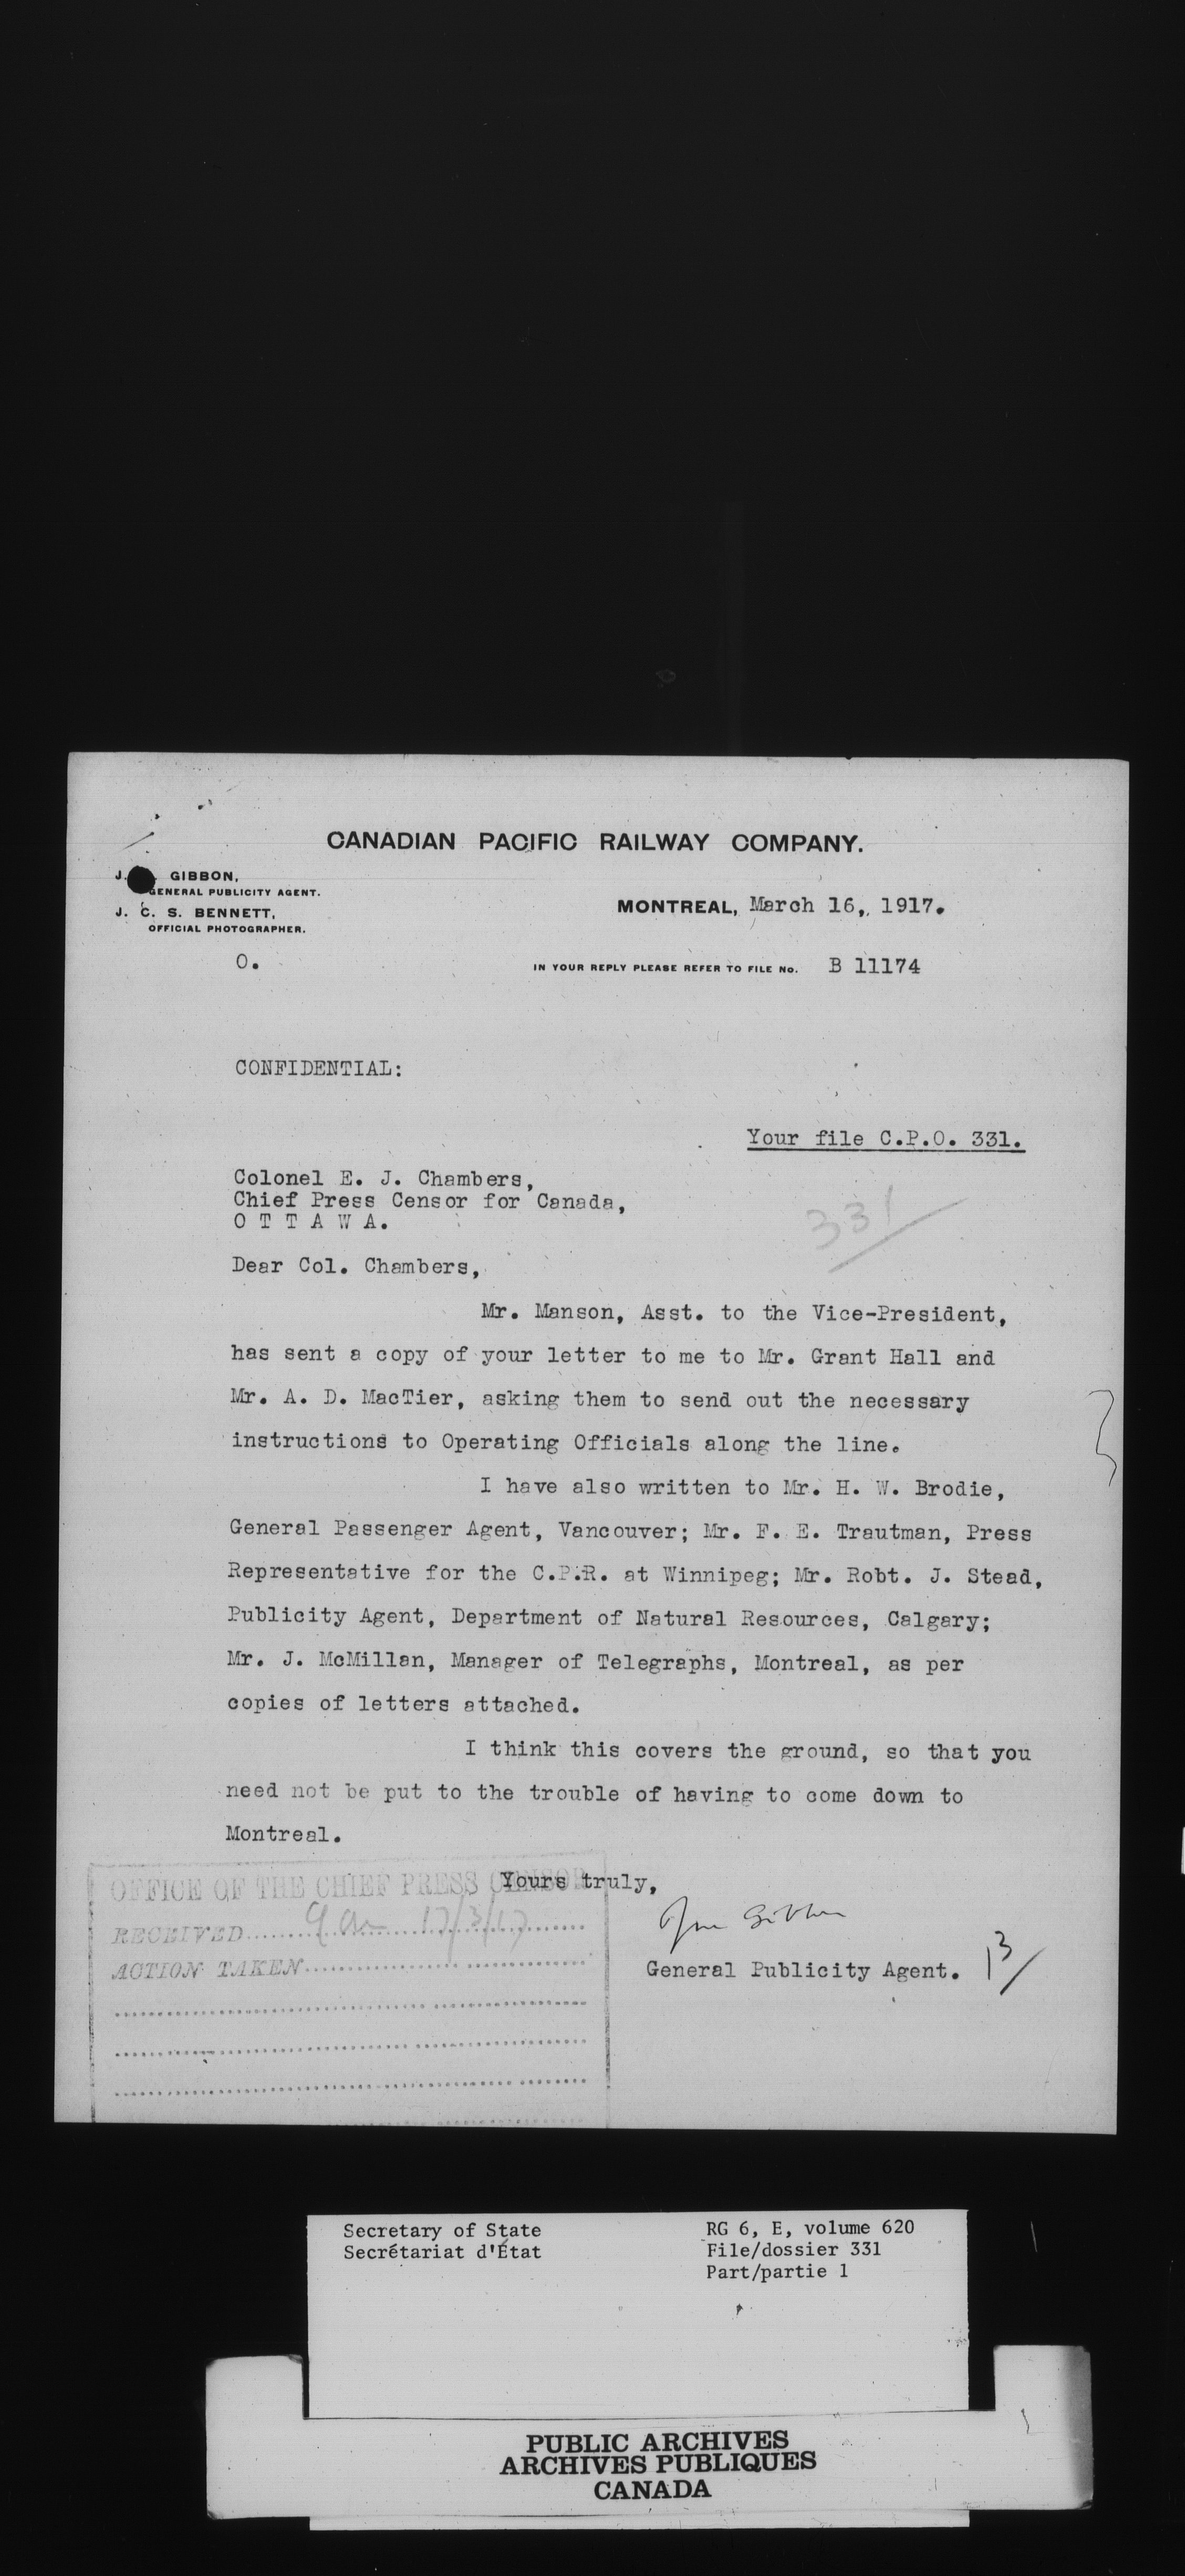 CANADIAN PACIFIC RAILWAY COMPANY.
J. GIBBON,
GENERAL PUBLICITY AGENT.
J. C. S. BENNETT,
OFFICIAL PHOTOGRAPHER.
MONTREAL, March 16, 1917.
O.
IN YOUR REPLY PLEASE REFER TO FILE No. B 11174
CONFIDENTIAL:
Your file C.P.O. 331.
Colonel E. J. Chambers,
Chief Press Censor for Canada,
O T T A W A.
331
Dear Col. Chambers,
Mr. Manson, Asst. to the Vice-President,
has sent a copy of your letter to me to Mr. Grant Hall and
Mr. A. D. MacTier, asking them to send out the necessary
instructions to Operating Officials along the line.
I have also written to Mr. H. W. Brodie,
General Passenger Agent, Vancouver; Mr. F. E. Trautman, Press
Representative for the C.P.R. at Winnipeg; Mr. Robt. J. Stead,
Publicity Agent, Department of Natural Resources, Calgary;
Mr. J. McMillan, Manager of Telegraphs, Montreal, as per
copies of letters attached.
I think this covers the ground, so that you
need not be put to the trouble of having to come down to
Montreal.
Yours truly,
Gibbon
General Publicity Agent.
OFFICE OF THE CHIEF PRESS CENSOR
RECEIVED 17/3/17
ACTION TAKEN
Secretary of State
Secrétariat d'État
RG 6, E, volume 620
File/dossier 331
Part/partie 1
PUBLIC ARCHIVES
ARCHIVES PUBLIQUES
CANADA